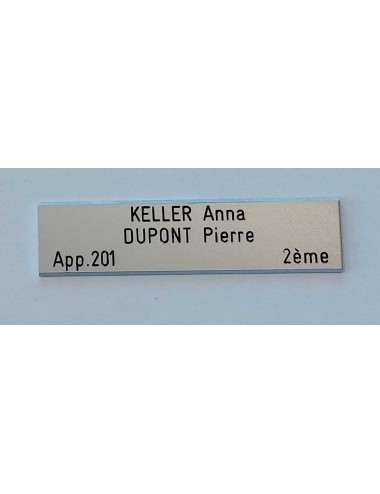 KELLER Anna
DUPONT Pierre
App.201 2ème